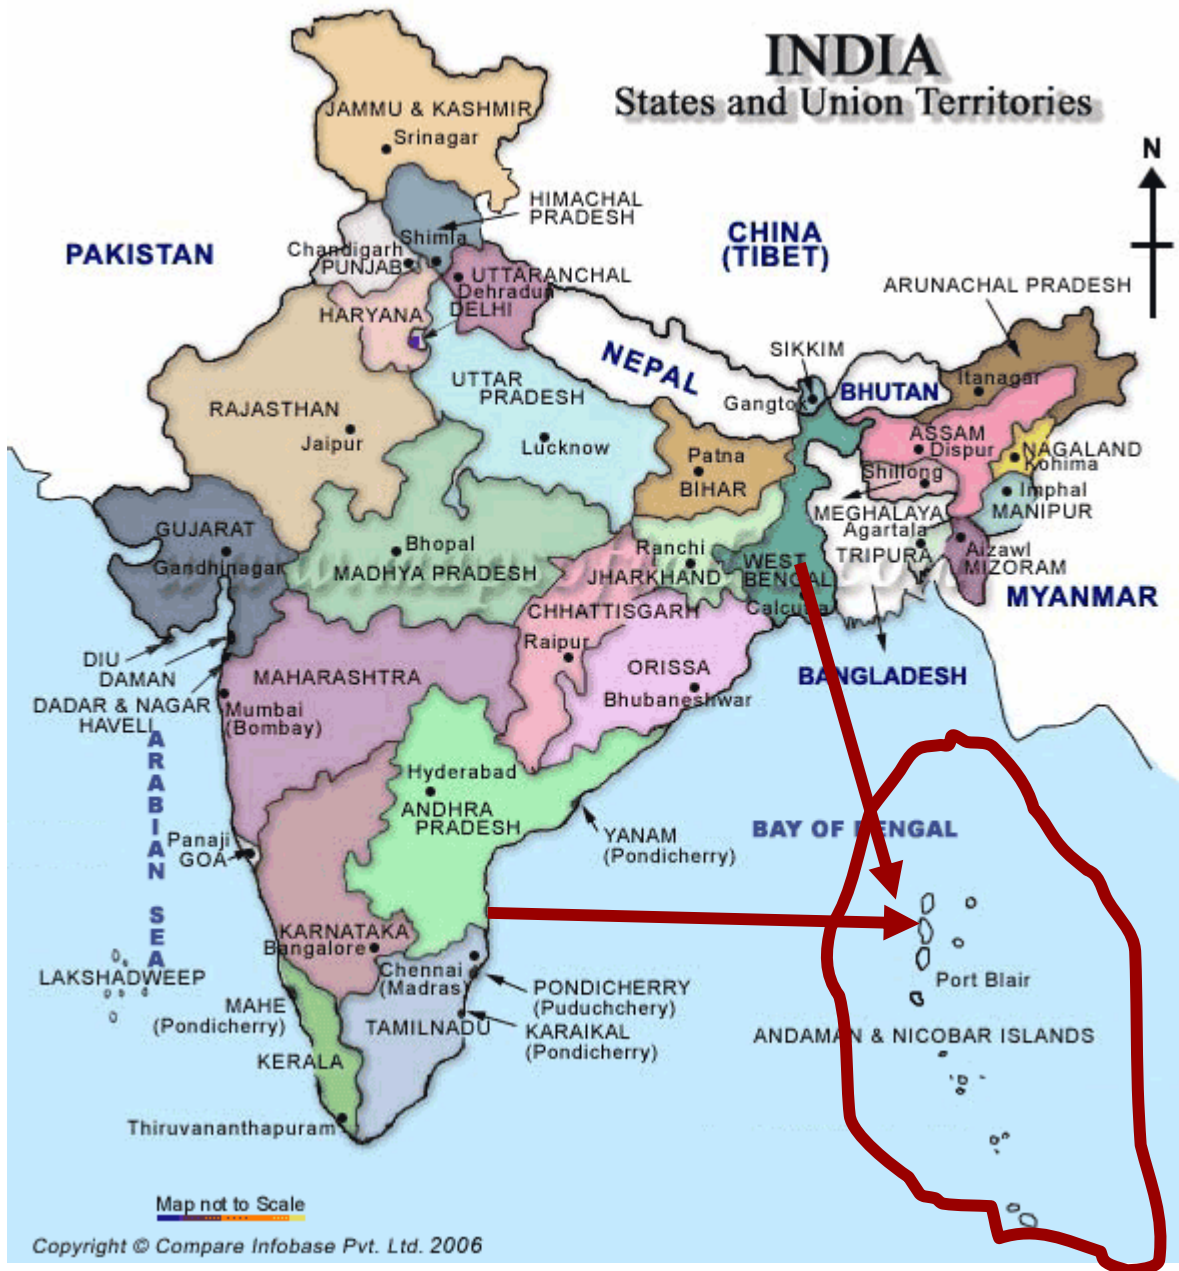 INDIA
States and Union Territories
N
JAMMU & KASHMIR
Srinagar
HIMACHAL
PRADESH
PAKISTAN
CHINA
(TIBET)
Chandigarh
Shimla
PUNJAB
UTTARANCHAL
Dehradun
ARUNACHAL PRADESH
HARYANA
DELHI
NEPAL
SIKKIM
BHUTAN
Itanagar
Gangtok
UTTAR
PRADESH
RAJASTHAN
Jaipur
Lucknow
ASSAM
Dispur
NAGALAND
Kohima
Patna
BIHAR
Shillong
Imphal
MANIPUR
MEGHALAYA
Agartala
TRIPURA
Aizawl
MIZORAM
GUJARAT
Gandhinagar
Bhopal
MADHYA PRADESH
Ranchi
JHARKHAND
WEST
BENGAL
Calcutta
MYANMAR
CHHATTISGARH
Raipur
ORISSA
Bhubaneshwar
BANGLADESH
DIU
DAMAN
DADAR & NAGAR
HAVELI
MAHARASHTRA
Mumbai
(Bombay)
ARABIAN SEA
Hyderabad
ANDHRA
PRADESH
YANAM
(Pondicherry)
BAY OF BENGAL
Panaji
GOA
KARNATAKA
Bangalore
LAKSHADWEEP
Chennai
(Madras)
PONDICHERRY
(Puduchchery)
Port Blair
MAHE
(Pondicherry)
TAMILNADU
KARAIKAL
(Pondicherry)
ANDAMAN & NICOBAR ISLANDS
KERALA
Thiruvananthapuram
Map not to Scale
Copyright © Compare Infobase Pvt. Ltd. 2006